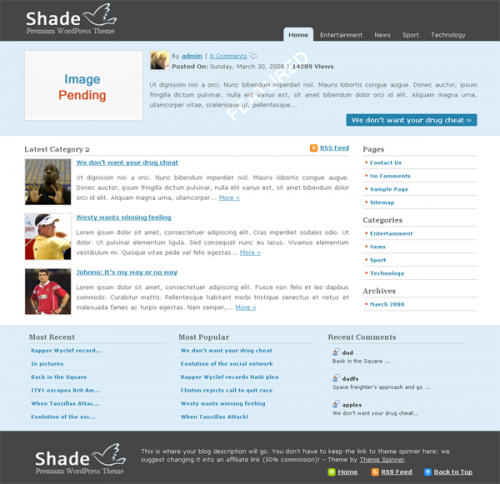 Shade
Premium WordPress Theme
Home Entertainment News Sport Technology
Image
Pending
By admin | 6 Comments
Posted On: Sunday, March 30, 2008 | 14289 Views
FEATURED
Ut dignissim nisi a orci. Nunc bibendum imperdiet nisl. Mauris lobortis congue augue. Donec auctor, ipsum
fringilla dictum pulvinar, nulla elit varius est, sit amet bibendum dolor orci id elit. Aliquam magna urna,
ullamcorper vitae, scelerisque ut, pellentesque...
We don't want your drug cheat »
Latest Category 2
RSS Feed
We don't want your drug cheat
Ut dignissim nisi a orci. Nunc bibendum imperdiet nisl. Mauris lobortis congue augue.
Donec auctor, ipsum fringilla dictum pulvinar, nulla elit varius est, sit amet bibendum dolor
orci id elit. Aliquam magna urna, ullamcorper... More »
Westy wants winning feeling
Lorem ipsum dolor sit amet, consectetuer adipiscing elit. Cras imperdiet sodales odio. Ut
dolor. Ut pulvinar elementum ligula. Sed consequat nunc eu lacus. Vivamus elementum
vestibulum mi. Quisque vitae pede vel felis egestas... More »
Johnno: It's my way or no way
Lorem ipsum dolor sit amet, consectetuer adipiscing elit. Fusce non felis et leo dapibus
commodo. Curabitur mattis. Pellentesque habitant morbi tristique senectus et netus et
malesuada fames ac turpis egestas. Nam semper,... More »
Pages
Contact Us
No Comments
Sample Page
Sitemap
Categories
Entertainment
News
Sport
Technology
Archives
March 2008
Most Recent
Rapper Wyclef record...
In pictures
Back in the Square
ITV1 escapes Brit Am...
When Tanzillas Attac...
Evolution of the soc...
Most Popular
We don't want your drug cheat
Evolution of the social network
Rapper Wyclef records Haiti plea
Clinton rejects call to quit race
Westy wants winning feeling
When Tanzillas Attack!
Recent Comments
dud
Back in the Square ...
dadfs
Space freighter's approach and go ...
apples
We don't want your drug cheat...
Shade
Premium WordPress Theme
This is where your blog description will go. You don't have to keep the link to theme spinner here; we
suggest changing it into an affiliate link (50% commission)! – Theme by Theme Spinner.
Home RSS Feed Back to Top